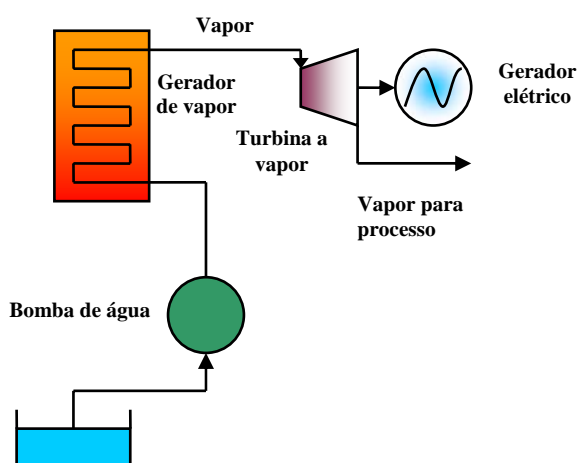 Vapor
Gerador
de vapor
Gerador
elétrico
Turbina a
vapor
Vapor para
processo
Bomba de água